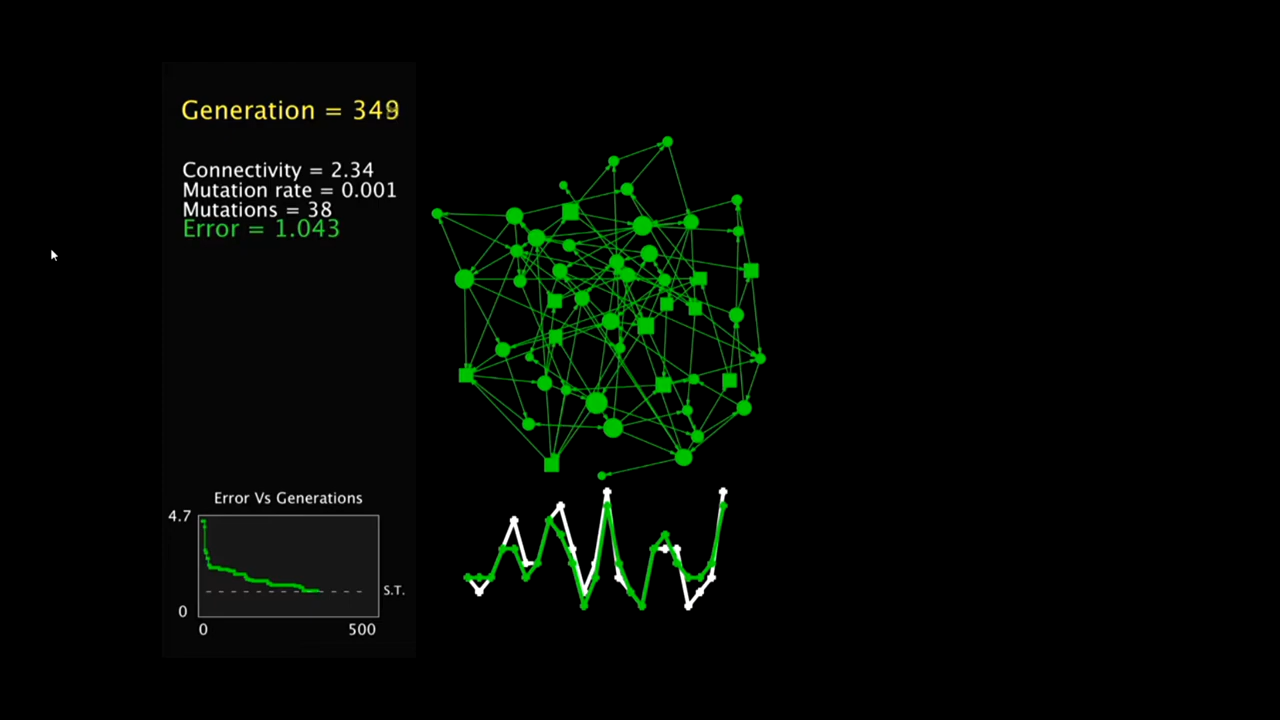 Generation = 349
Connectivity = 2.34
Mutation rate = 0.001
Mutations = 38
Error = 1.043
Error Vs Generations
4.7
S.T.
0
0 500